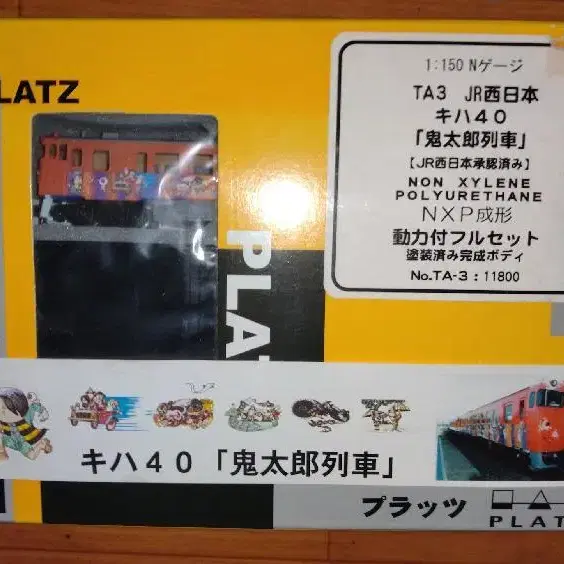 LATZ
1:150 Nゲージ
TA3 JR西日本
キハ40
「鬼太郎列車」
【JR西日本承認済み】
NON XYLENE
POLYURETHANE
NXP成形
動力付フルセット
塗装済み完成ボディ
No.TA-3:11800
PLA
キハ40「鬼太郎列車」
プラッツ
PLAT